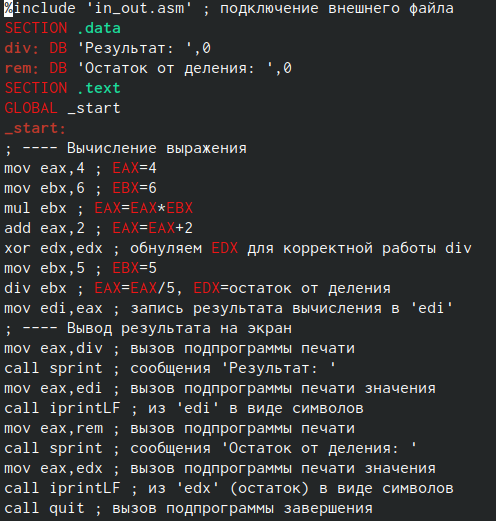 %include 'in_out.asm' ; подключение внешнего файла
SECTION .data
div: DB 'Результат: ',0
rem: DB 'Остаток от деления: ',0
SECTION .text
GLOBAL _start
_start:
; ---- Вычисление выражения
mov eax,4 ; EAX=4
mov ebx,6 ; EBX=6
mul ebx ; EAX=EAX*EBX
add eax,2 ; EAX=EAX+2
xor edx,edx ; обнуляем EDX для корректной работы div
mov ebx,5 ; EBX=5
div ebx ; EAX=EAX/5, EDX=остаток от деления
mov edi,eax ; запись результата вычисления в 'edi'
; ---- Вывод результата на экран
mov eax,div ; вызов подпрограммы печати
call sprint ; сообщения 'Результат: '
mov eax,edi ; вызов подпрограммы печати значения
call iprintLF ; из 'edi' в виде символов
mov eax,rem ; вызов подпрограммы печати
call sprint ; сообщения 'Остаток от деления: '
mov eax,edx ; вызов подпрограммы печати значения
call iprintLF ; из 'edx' (остаток) в виде символов
call quit ; вызов подпрограммы завершения